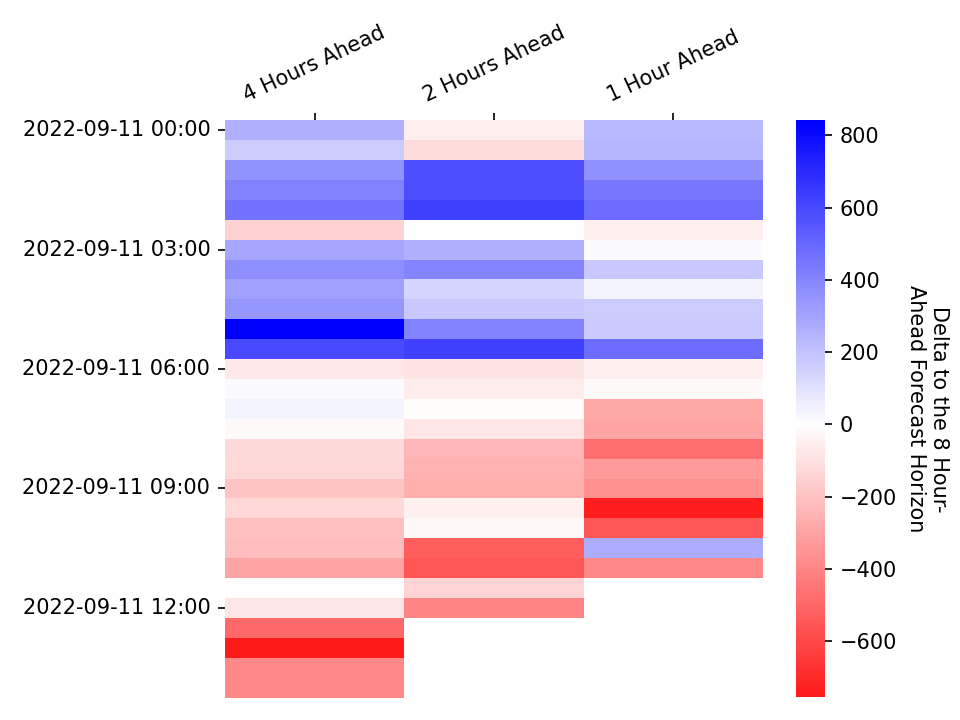 4 Hours Ahead
2 Hours Ahead
1 Hour Ahead
2022-09-11 00:00
2022-09-11 03:00
2022-09-11 06:00
2022-09-11 09:00
2022-09-11 12:00
800
600
400
200
0
−200
−400
−600
Delta to the 8 Hour-
Ahead Forecast Horizon